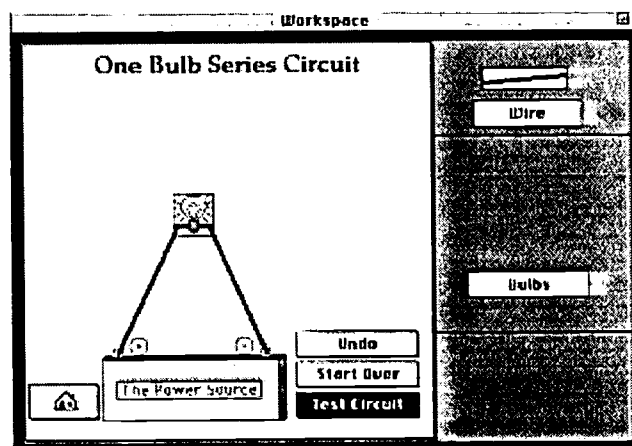 Workspace
One Bulb Series Circuit
Wire
Bulbs
Undo
Start Over
The Power Source
Test Circuit